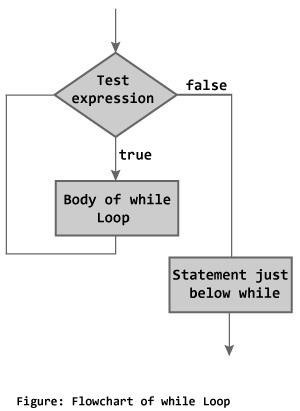 Test
expression
false
true
Body of while
Loop
Statement just
below while
Figure: Flowchart of while Loop